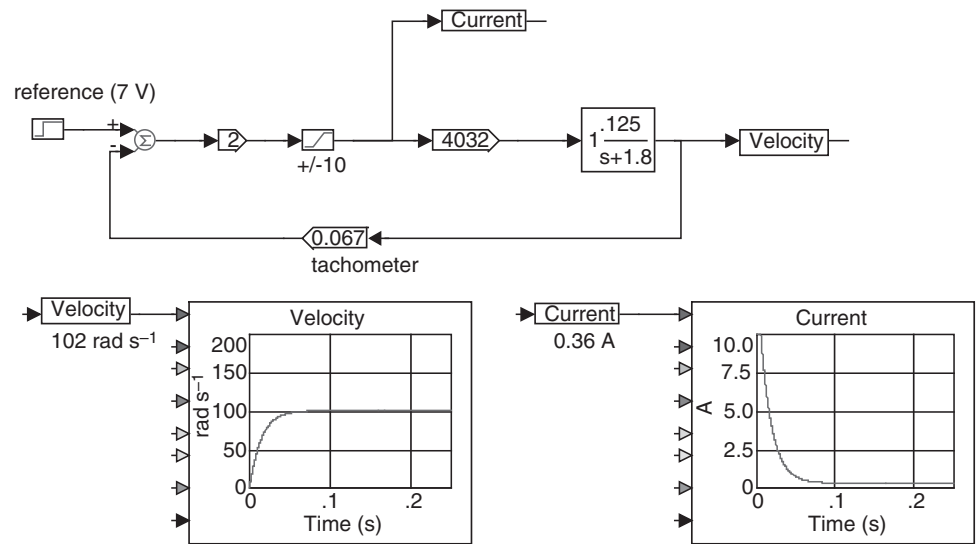 Current
reference (7 V)
+
-
Σ
2
+/-10
4032
1
.125
s+1.8
Velocity
0.067
tachometer
Velocity
102 rad s⁻¹
Velocity
200
150
100
50
0
rad s⁻¹
0 .1 .2
Time (s)
Current
0.36 A
Current
10.0
7.5
5.0
2.5
0
A
0 .1 .2
Time (s)